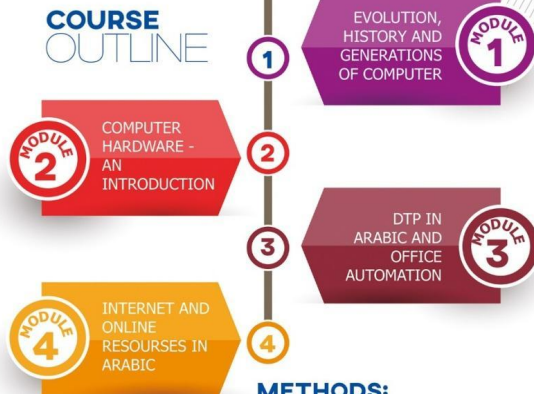 COURSE
OUTLINE
1
EVOLUTION,
HISTORY AND
GENERATIONS
OF COMPUTER
MODULE
1
MODULE
2
COMPUTER
HARDWARE -
AN
INTRODUCTION
2
3
DTP IN
ARABIC AND
OFFICE
AUTOMATION
MODULE
3
MODULE
4
INTERNET AND
ONLINE
RESOURSES IN
ARABIC
4
METHODS: